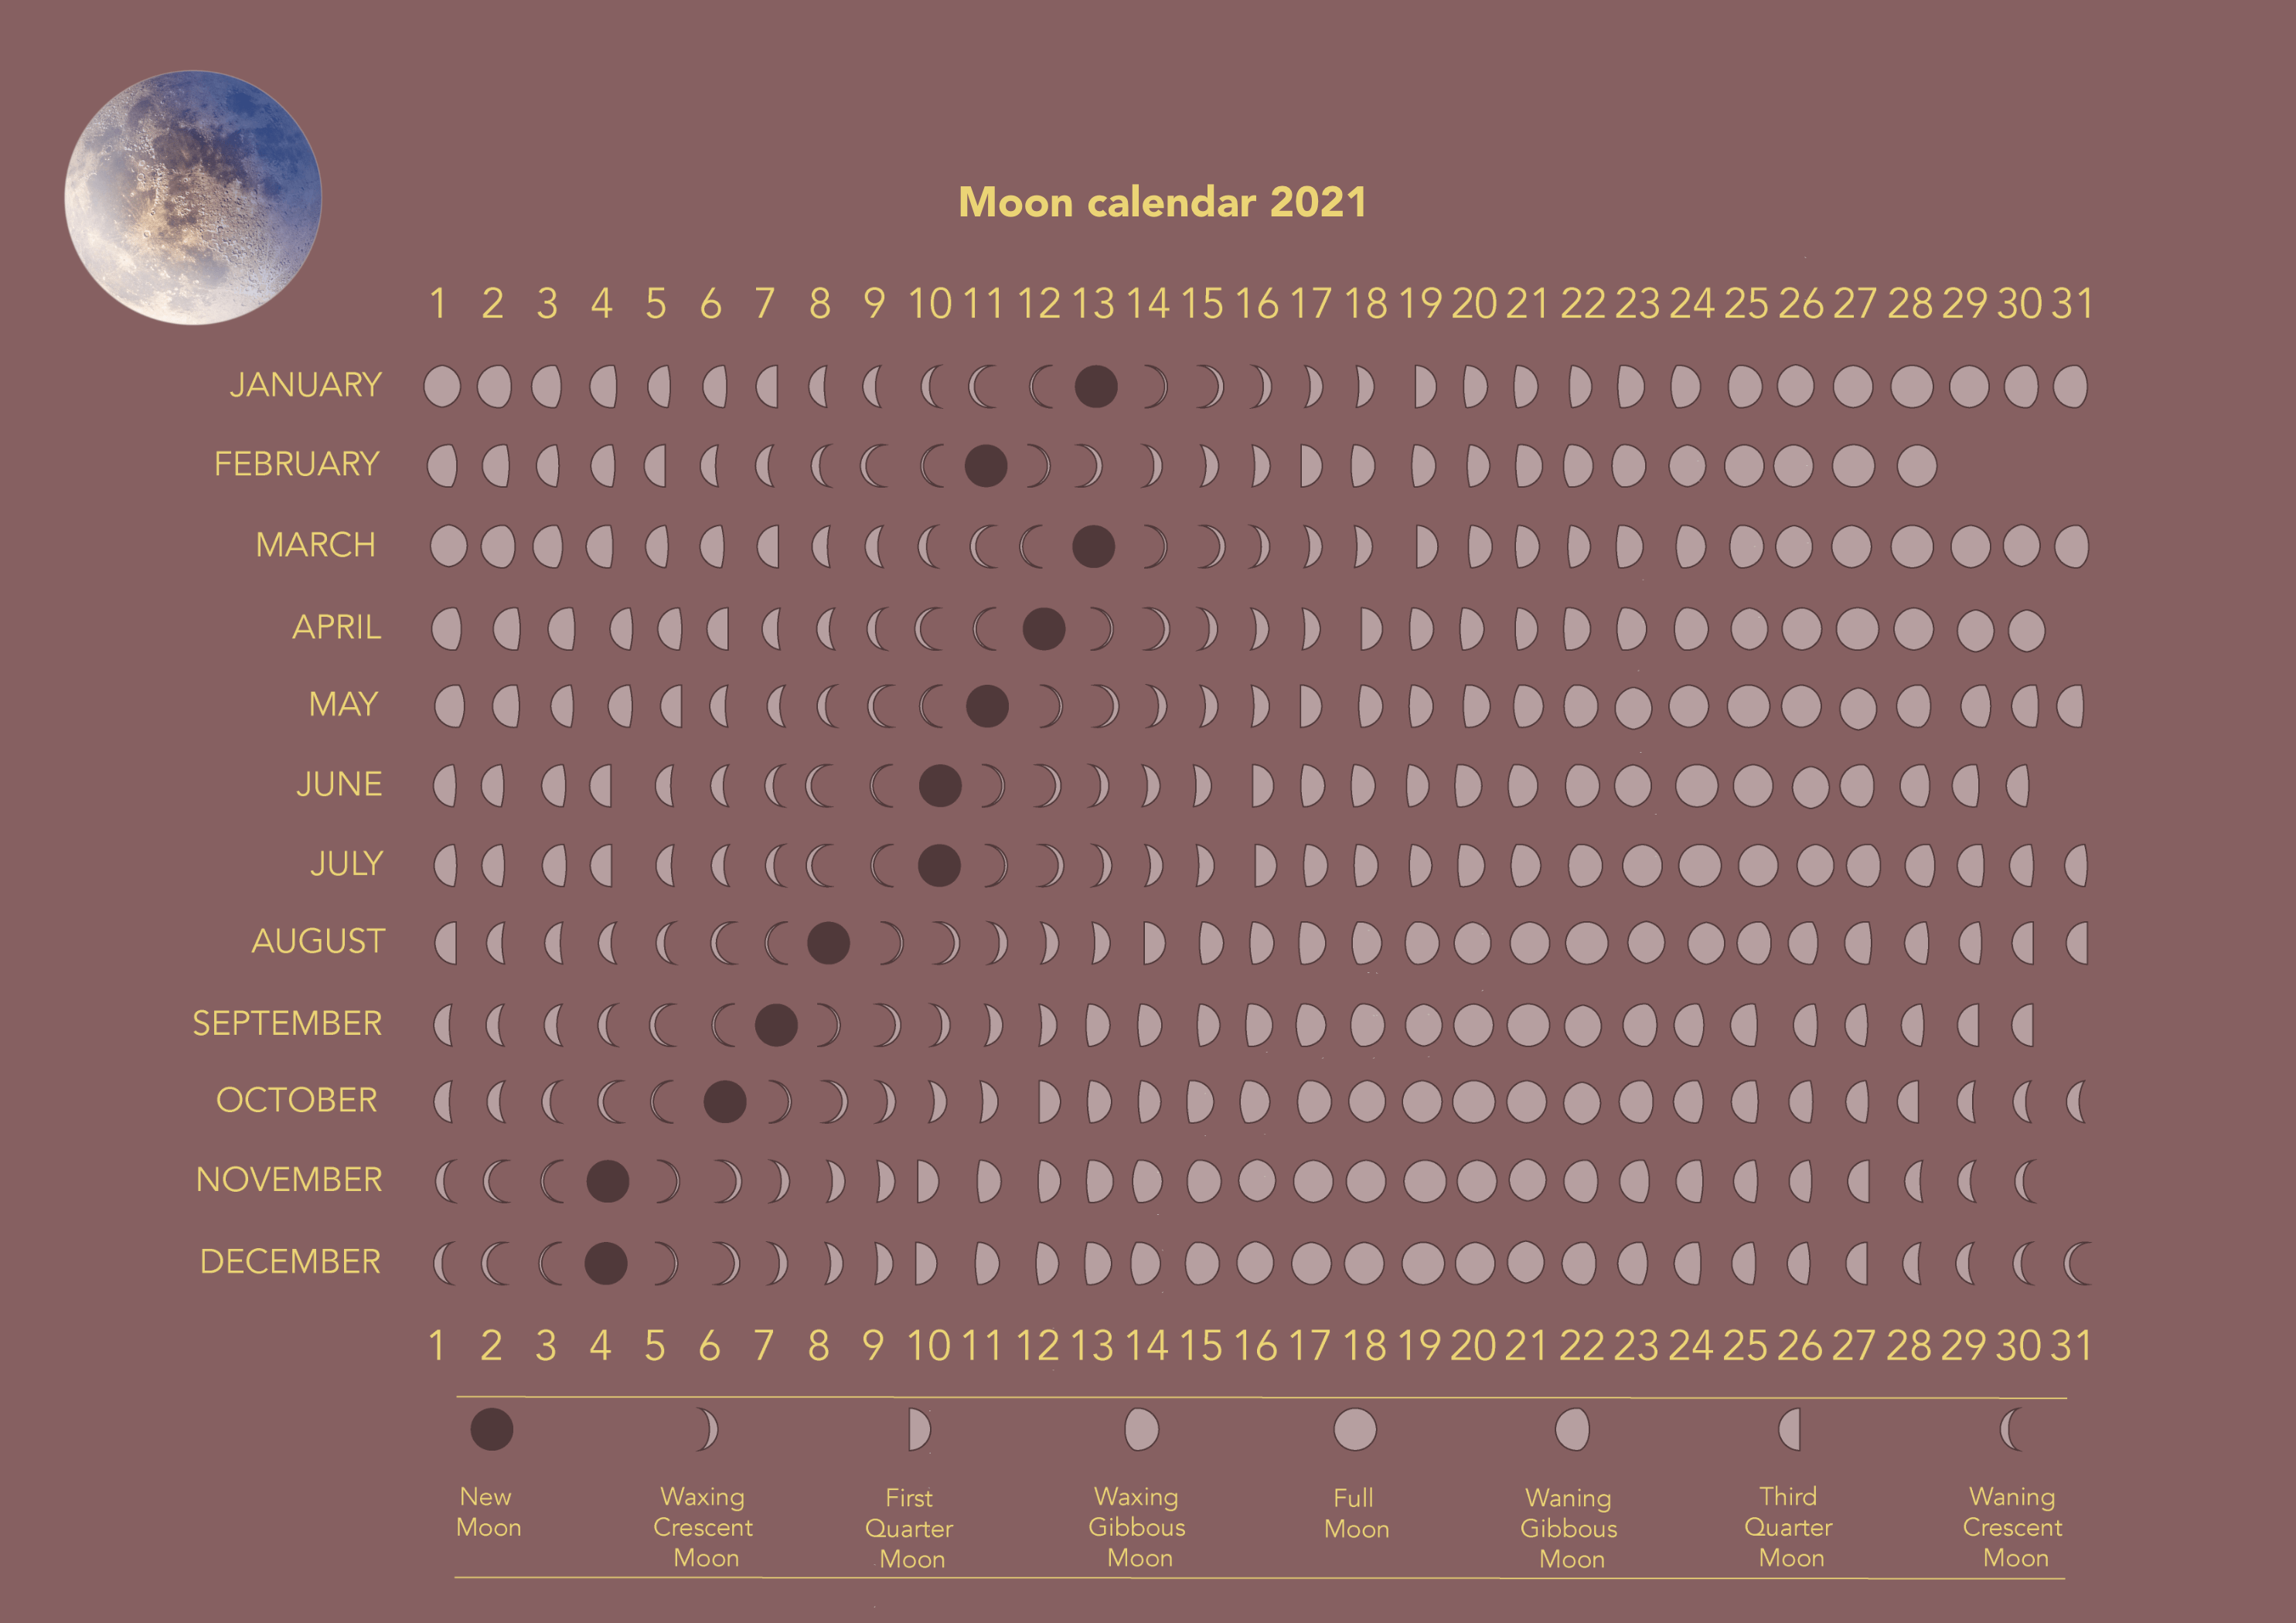 Moon calendar 2021
1 2 3 4 5 6 7 8 9 10 11 12 13 14 15 16 17 18 19 20 21 22 23 24 25 26 27 28 29 30 31
JANUARY
FEBRUARY
MARCH
APRIL
MAY
JUNE
JULY
AUGUST
SEPTEMBER
OCTOBER
NOVEMBER
DECEMBER
1 2 3 4 5 6 7 8 9 10 11 12 13 14 15 16 17 18 19 20 21 22 23 24 25 26 27 28 29 30 31
New
Moon
Waxing
Crescent
Moon
First
Quarter
Moon
Waxing
Gibbous
Moon
Full
Moon
Waning
Gibbous
Moon
Third
Quarter
Moon
Waning
Crescent
Moon